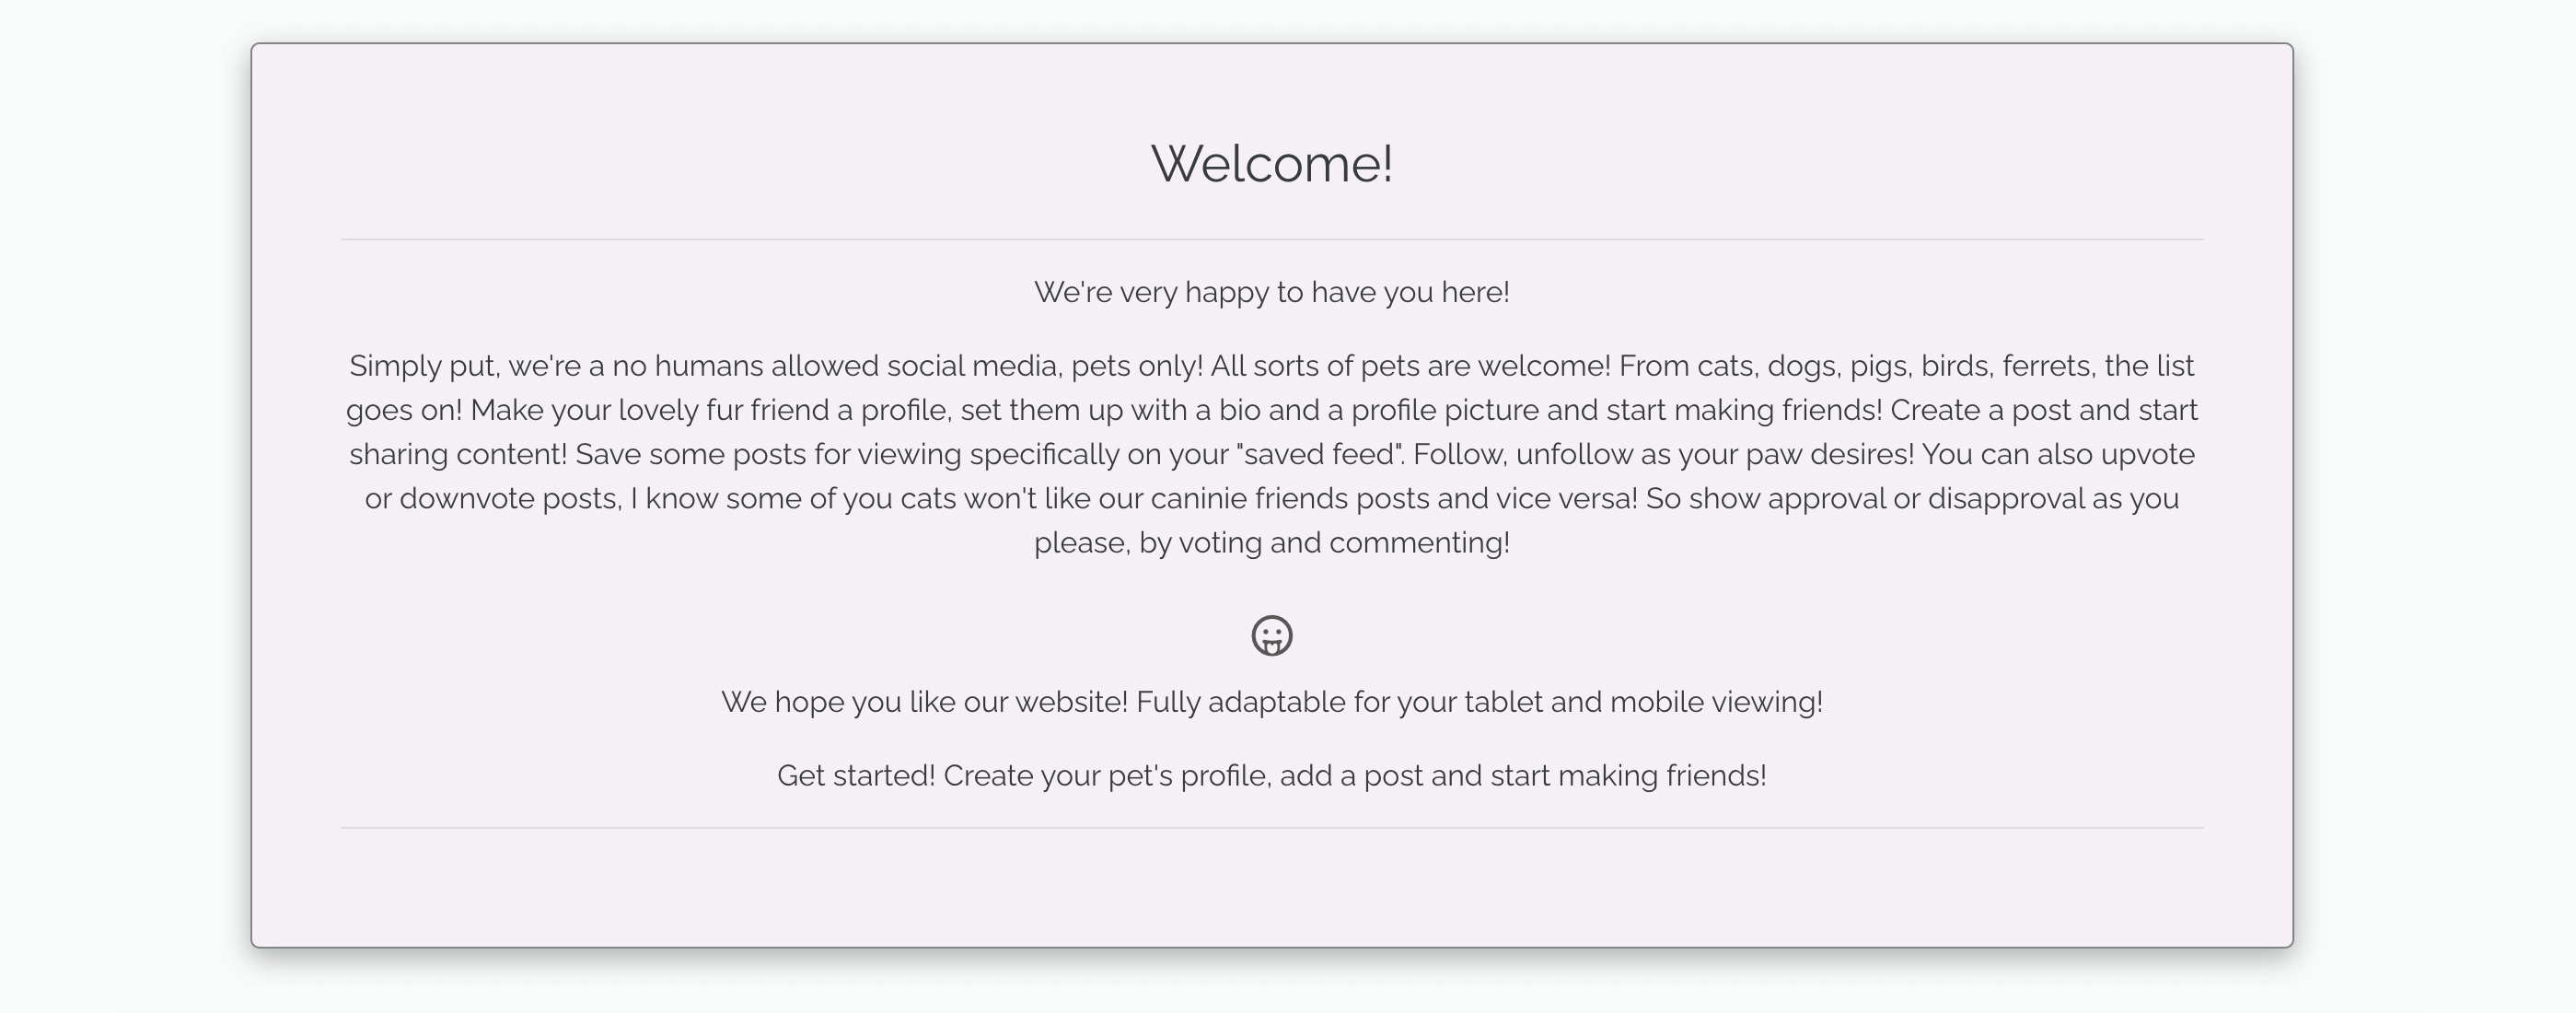 Welcome!
We're very happy to have you here!
Simply put, we're a no humans allowed social media, pets only! All sorts of pets are welcome! From cats, dogs, pigs, birds, ferrets, the list
goes on! Make your lovely fur friend a profile, set them up with a bio and a profile picture and start making friends! Create a post and start
sharing content! Save some posts for viewing specifically on your "saved feed". Follow, unfollow as your paw desires! You can also upvote
or downvote posts, I know some of you cats won't like our caninie friends posts and vice versa! So show approval or disapproval as you
please, by voting and commenting!
We hope you like our website! Fully adaptable for your tablet and mobile viewing!
Get started! Create your pet's profile, add a post and start making friends!